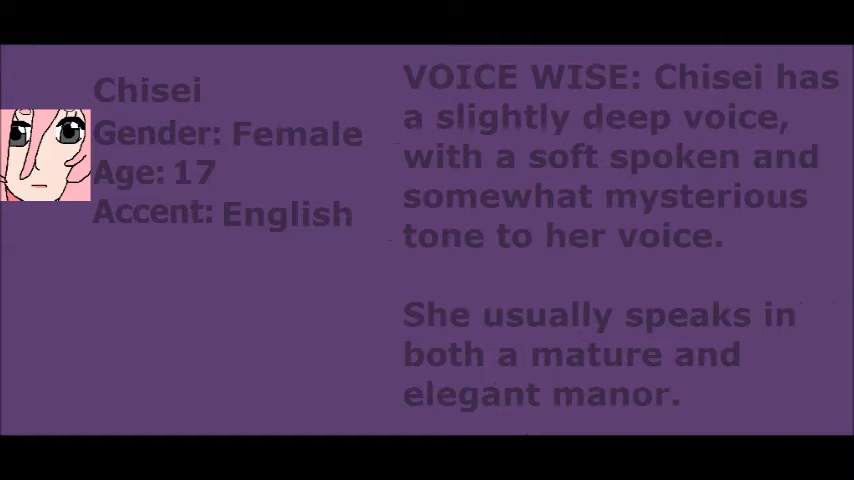 Chisei
Gender: Female
Age: 17
Accent: English
VOICE WISE: Chisei has
a slightly deep voice,
with a soft spoken and
somewhat mysterious
tone to her voice.
She usually speaks in
both a mature and
elegant manor.